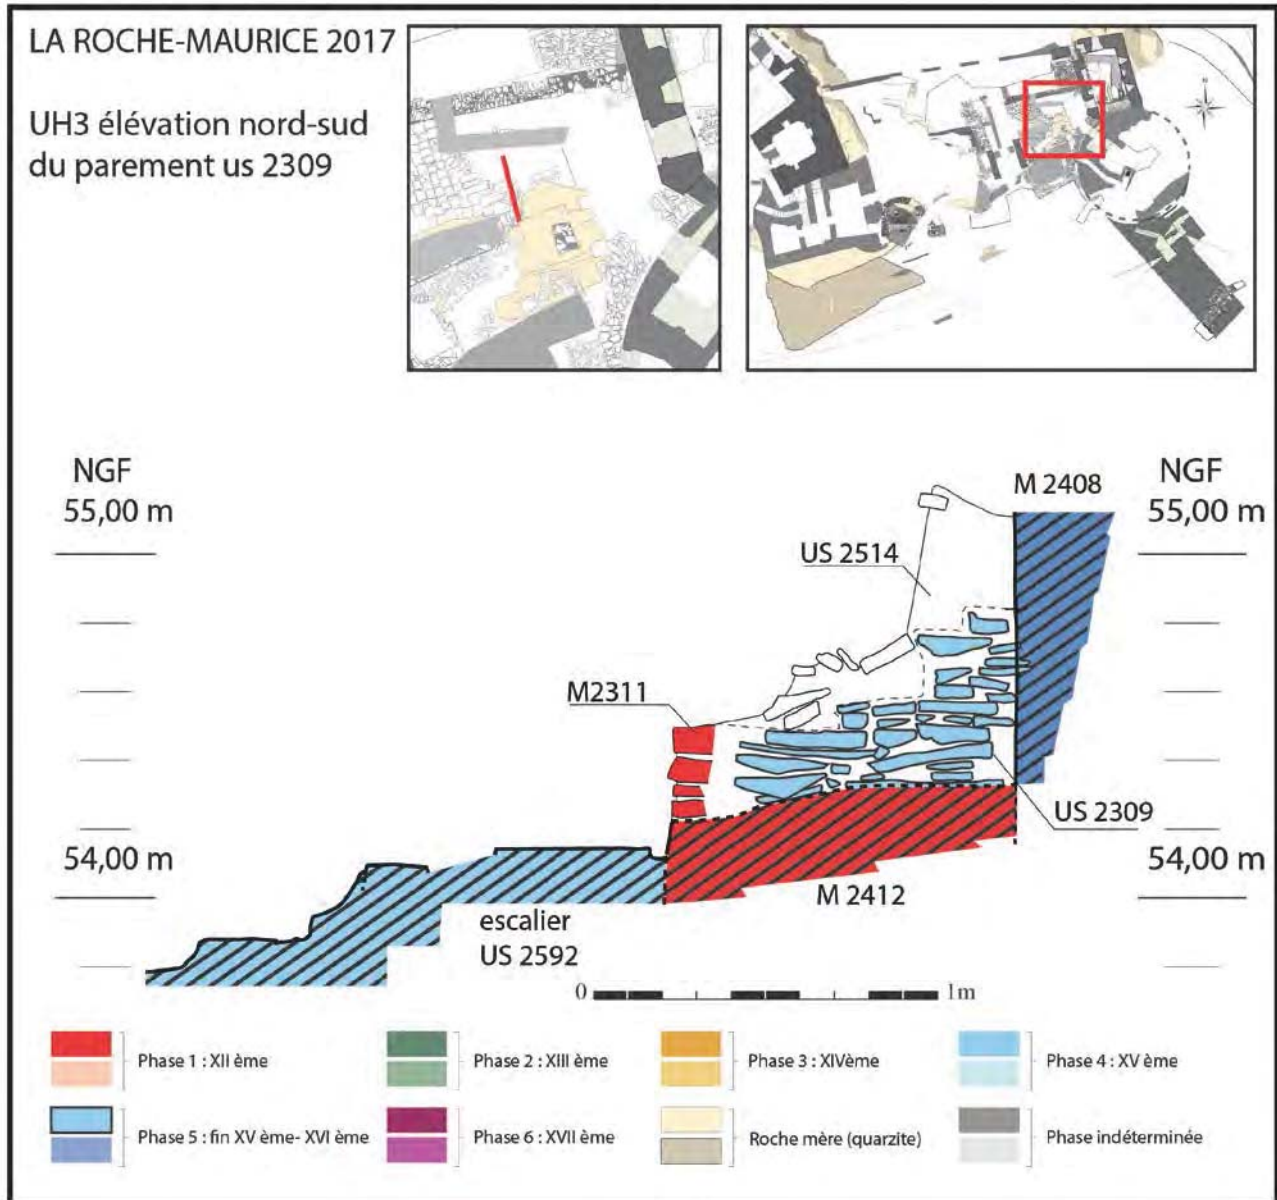 LA ROCHE-MAURICE 2017
UH3 élévation nord-sud
du parement us 2309
NGF
55,00 m
M 2408
NGF
55,00 m
US 2514
M2311
US 2309
54,00 m
54,00 m
M 2412
escalier
US 2592
0 1m
Phase 1 : XII ème
Phase 2 : XIII ème
Phase 3 : XIVème
Phase 4 : XV ème
Phase 5 : fin XV ème- XVI ème
Phase 6 : XVII ème
Roche mère (quarzite)
Phase indéterminée